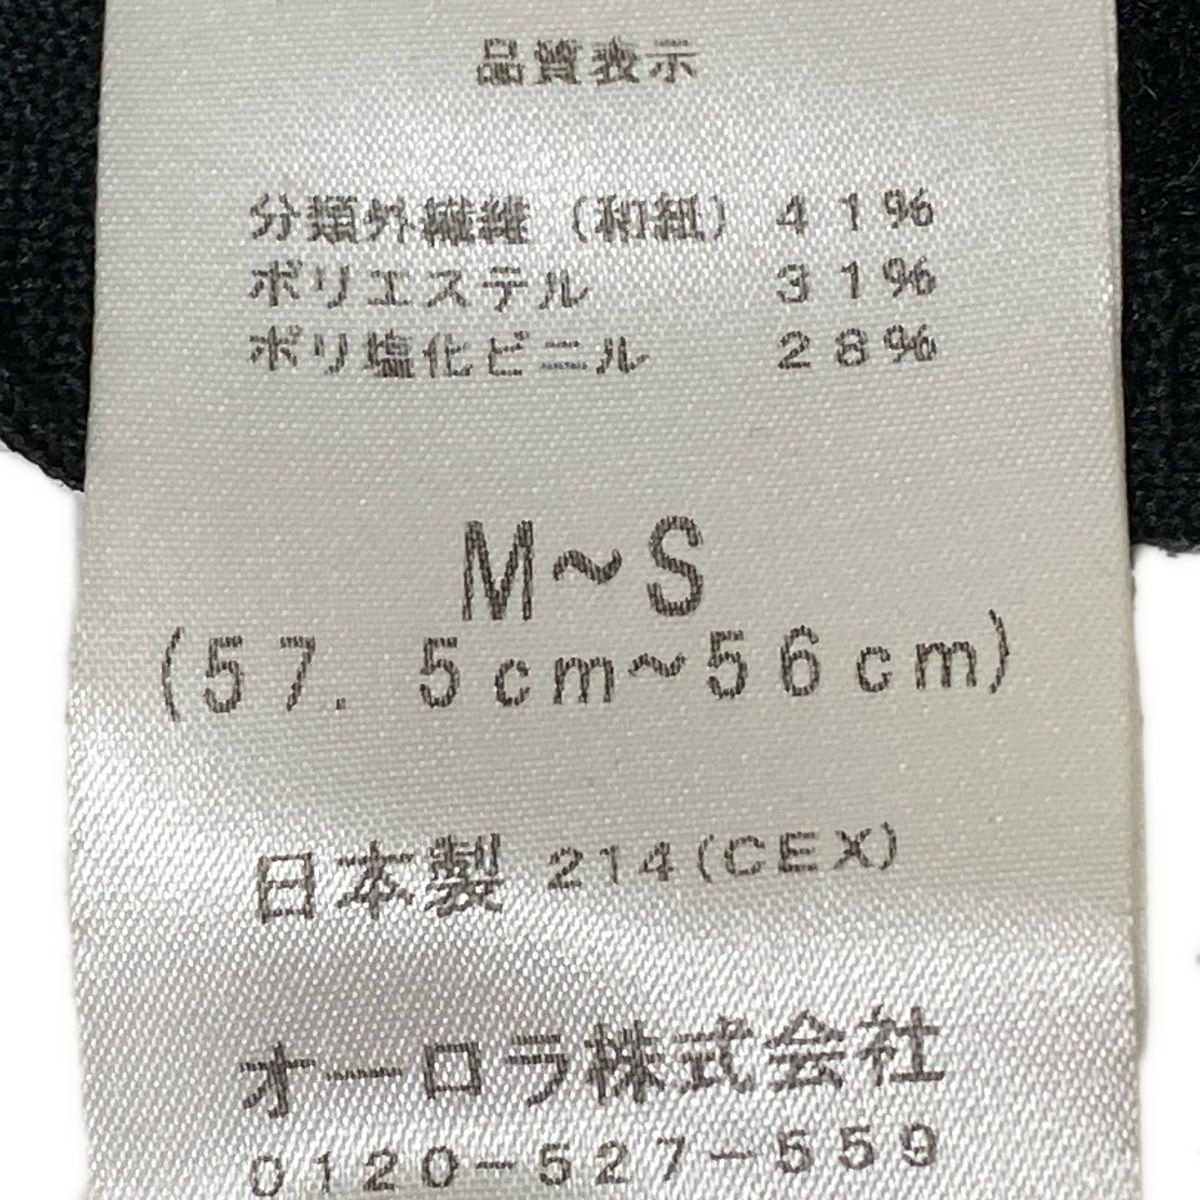 品質表示
分類外繊維（和紙） 41%
ポリエステル 31%
ポリ塩化ビニル 28%
M～S
(57.5cm～56cm)
日本製 214(CEX)
オーロラ株式会社
0120-527-559